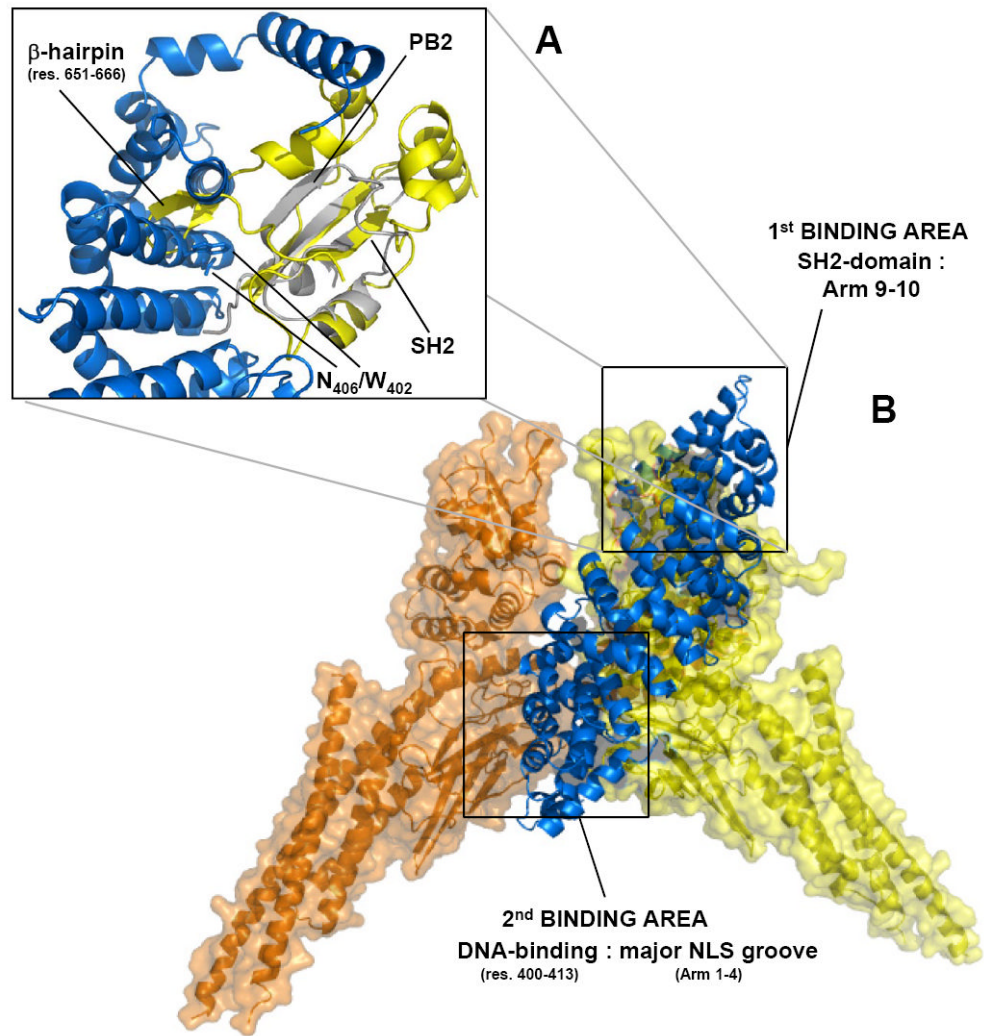 A
PB2
β-hairpin
(res. 651-666)
SH2
N406/W402
1st BINDING AREA
SH2-domain :
Arm 9-10
B
2nd BINDING AREA
DNA-binding : major NLS groove
(res. 400-413) (Arm 1-4)